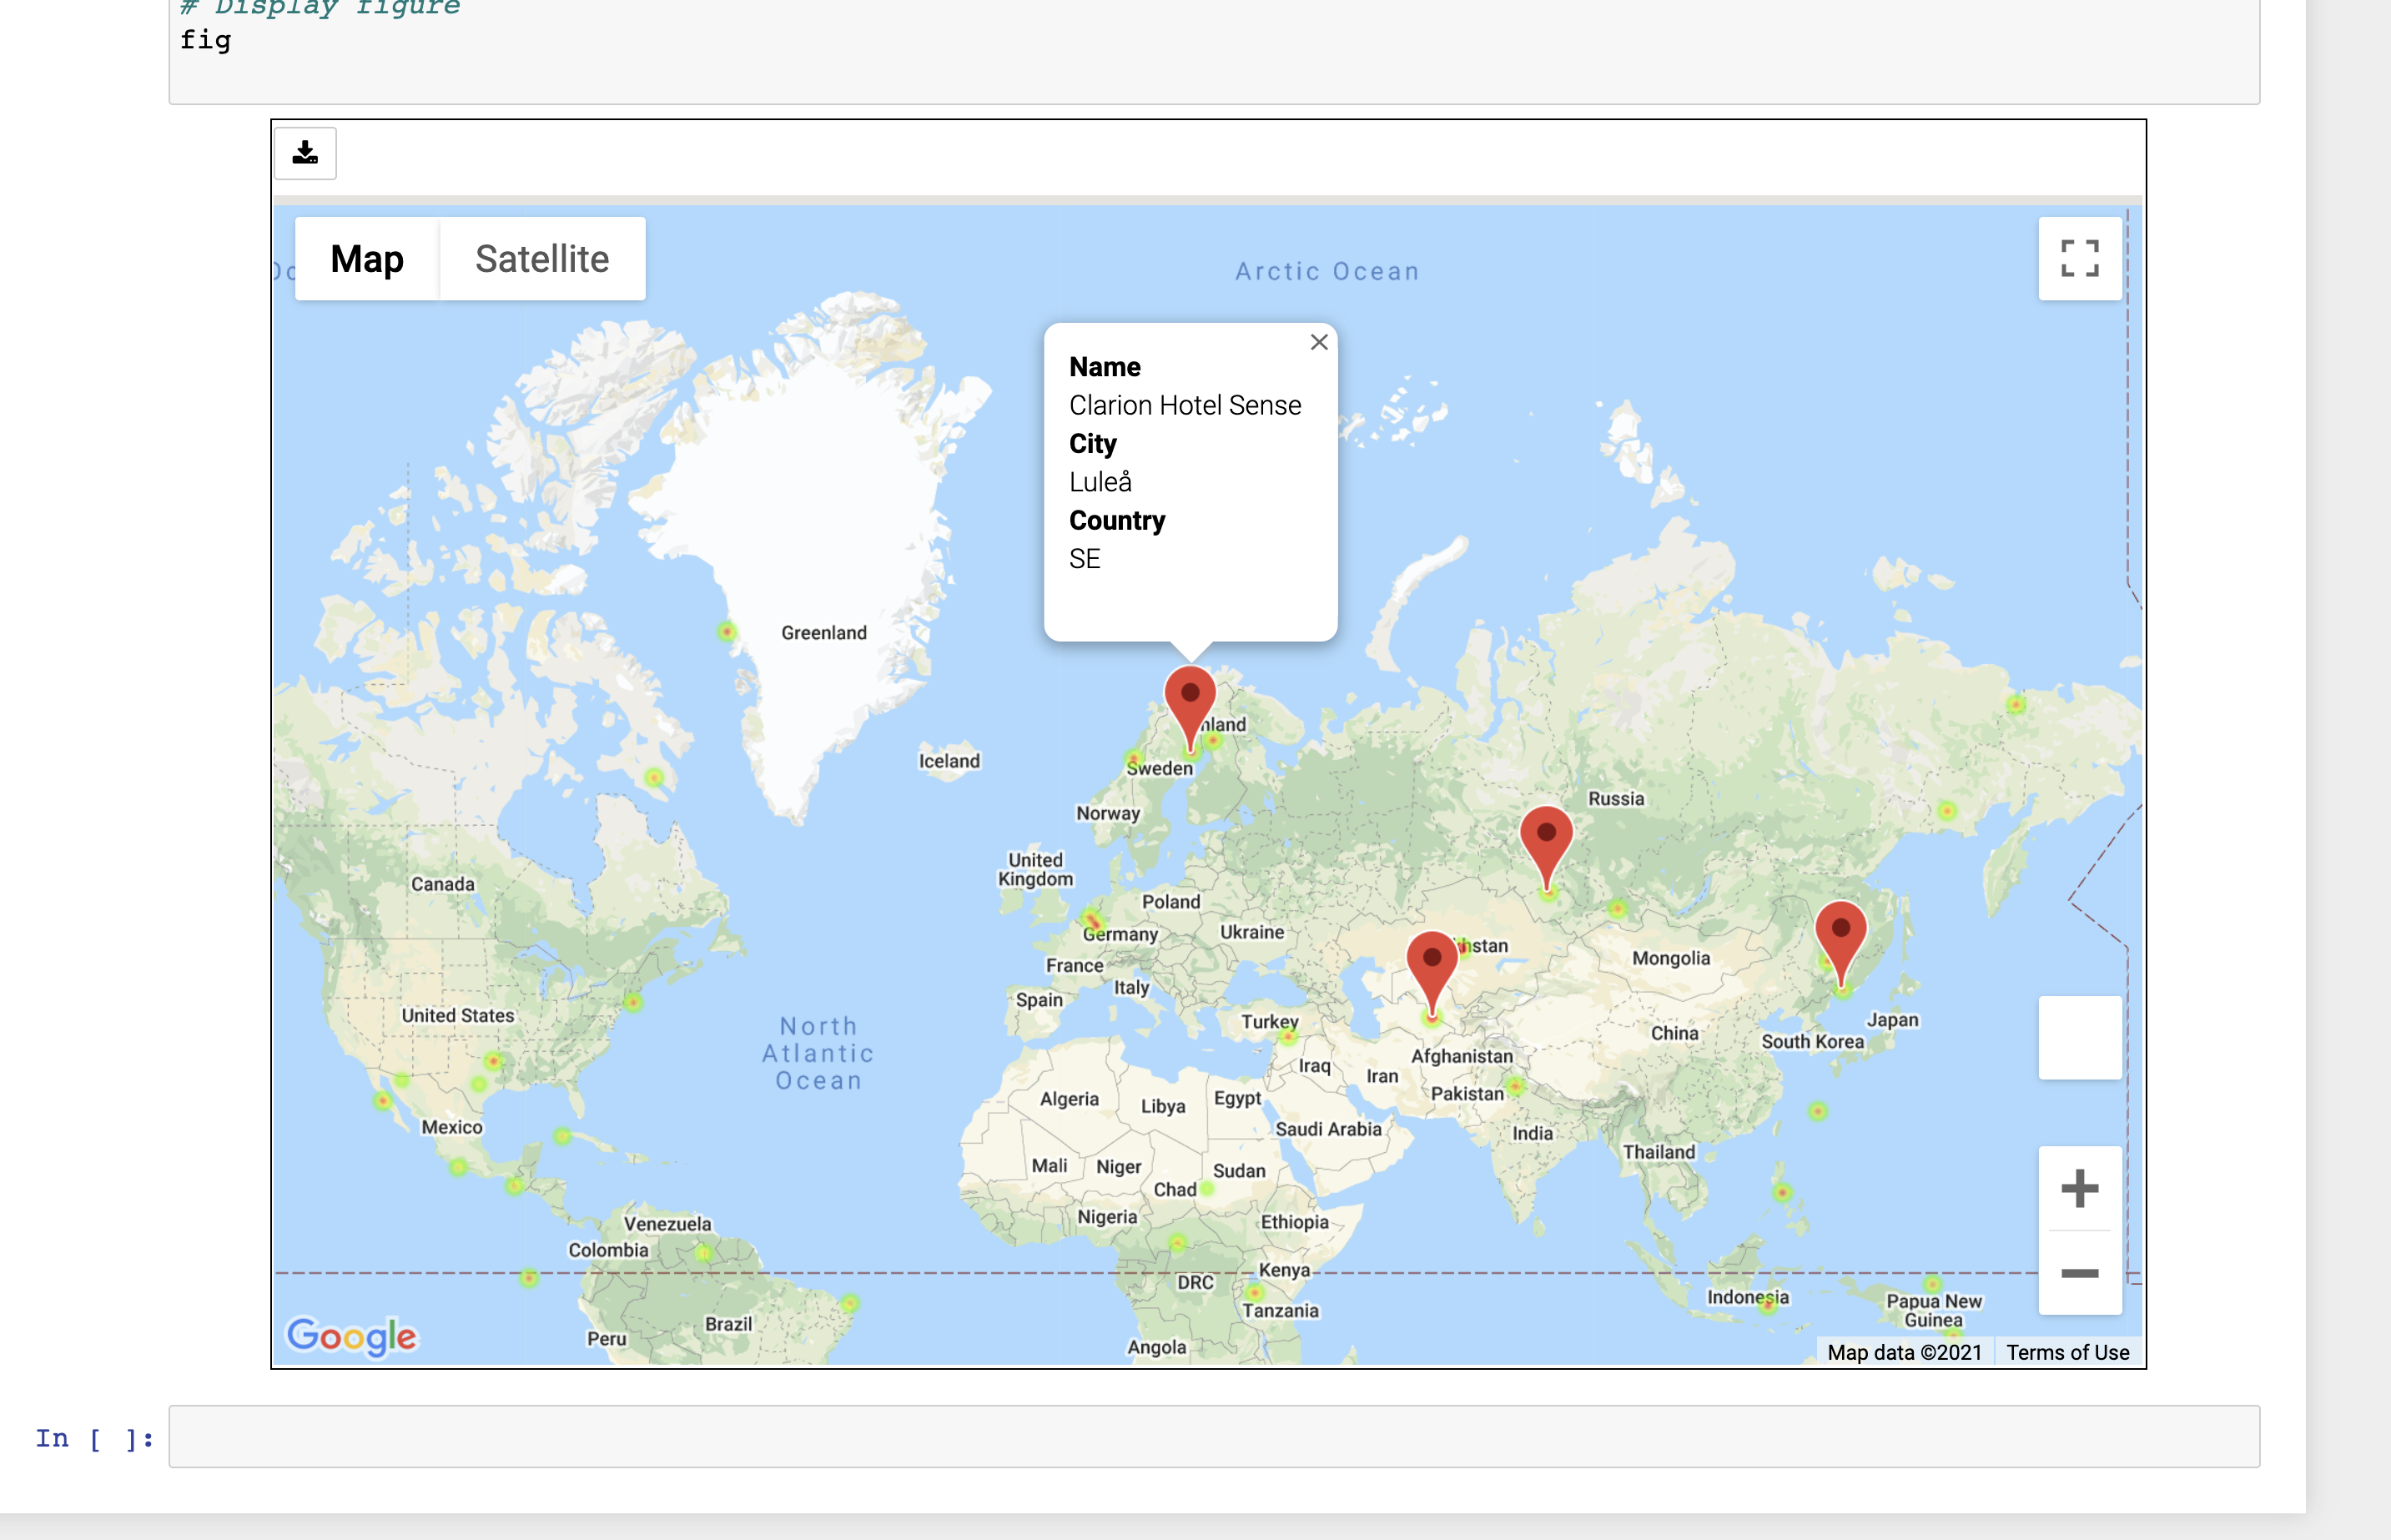 # Display figure
fig
Map
Satellite
Arctic Ocean
Name
Clarion Hotel Sense
City
Luleå
Country
SE
Greenland
nland
Iceland
Sweden
Norway
Russia
United
Kingdom
Canada
Poland
Germany
Ukraine
hstan
Mongolia
France
Italy
Spain
United States
North
Atlantic
Ocean
Turkey
China
Japan
South Korea
Afghanistan
Iraq
Iran
Pakistan
Algeria
Libya
Egypt
Mexico
Saudi Arabia
India
Thailand
Mali
Niger
Sudan
Chad
Nigeria
Ethiopia
Venezuela
Colombia
Kenya
DRC
Tanzania
Indonesia
Papua New
Guinea
Brazil
Peru
Angola
Google
Map data ©2021
Terms of Use
In [ ]: